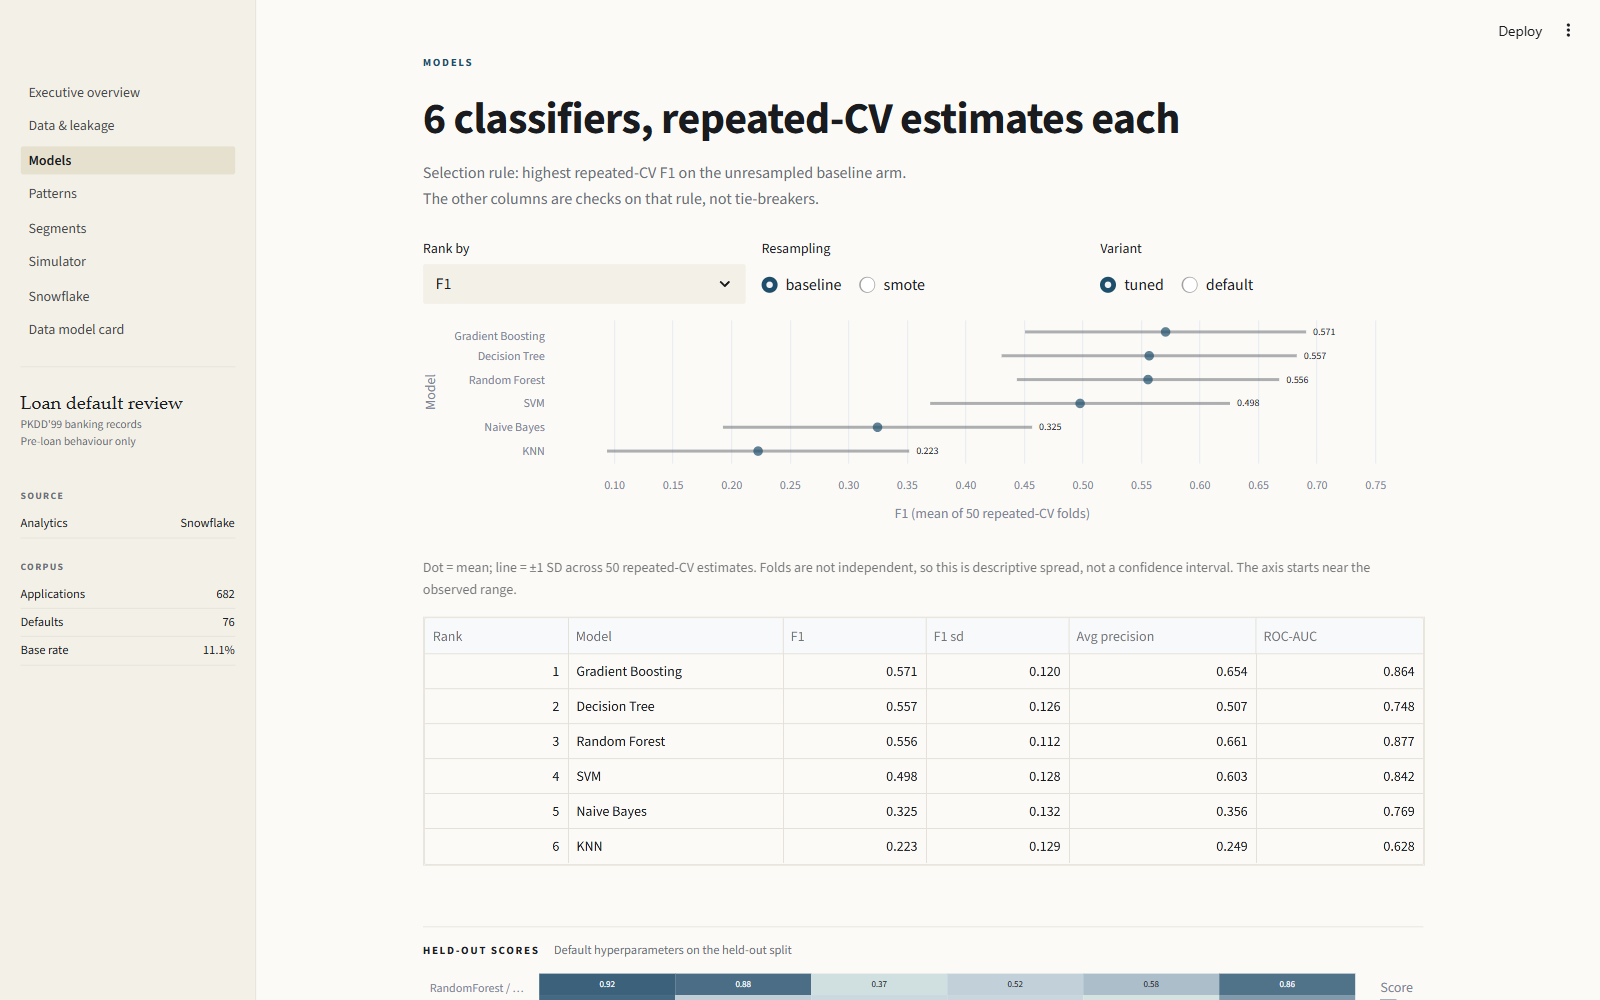 Deploy
Executive overview
Data & leakage
Models
Patterns
Segments
Simulator
Snowflake
Data model card
Loan default review
PKDD'99 banking records
Pre-loan behaviour only
SOURCE
Analytics Snowflake
CORPUS
Applications 682
Defaults 76
Base rate 11.1%
MODELS
6 classifiers, repeated-CV estimates each
Selection rule: highest repeated-CV F1 on the unresampled baseline arm.
The other columns are checks on that rule, not tie-breakers.
Rank by Resampling Variant
F1 baseline smote tuned default
Model
Gradient Boosting 0.571
Decision Tree 0.557
Random Forest 0.556
SVM 0.498
Naive Bayes 0.325
KNN 0.223
0.10 0.15 0.20 0.25 0.30 0.35 0.40 0.45 0.50 0.55 0.60 0.65 0.70 0.75
F1 (mean of 50 repeated-CV folds)
Dot = mean; line = ±1 SD across 50 repeated-CV estimates. Folds are not independent, so this is descriptive spread, not a confidence interval. The axis starts near the
observed range.
Rank Model F1 F1 sd Avg precision ROC-AUC
1 Gradient Boosting 0.571 0.120 0.654 0.864
2 Decision Tree 0.557 0.126 0.507 0.748
3 Random Forest 0.556 0.112 0.661 0.877
4 SVM 0.498 0.128 0.603 0.842
5 Naive Bayes 0.325 0.132 0.356 0.769
6 KNN 0.223 0.129 0.249 0.628
HELD-OUT SCORES Default hyperparameters on the held-out split
RandomForest / ... 0.92 0.88 0.37 0.52 0.58 0.86 Score